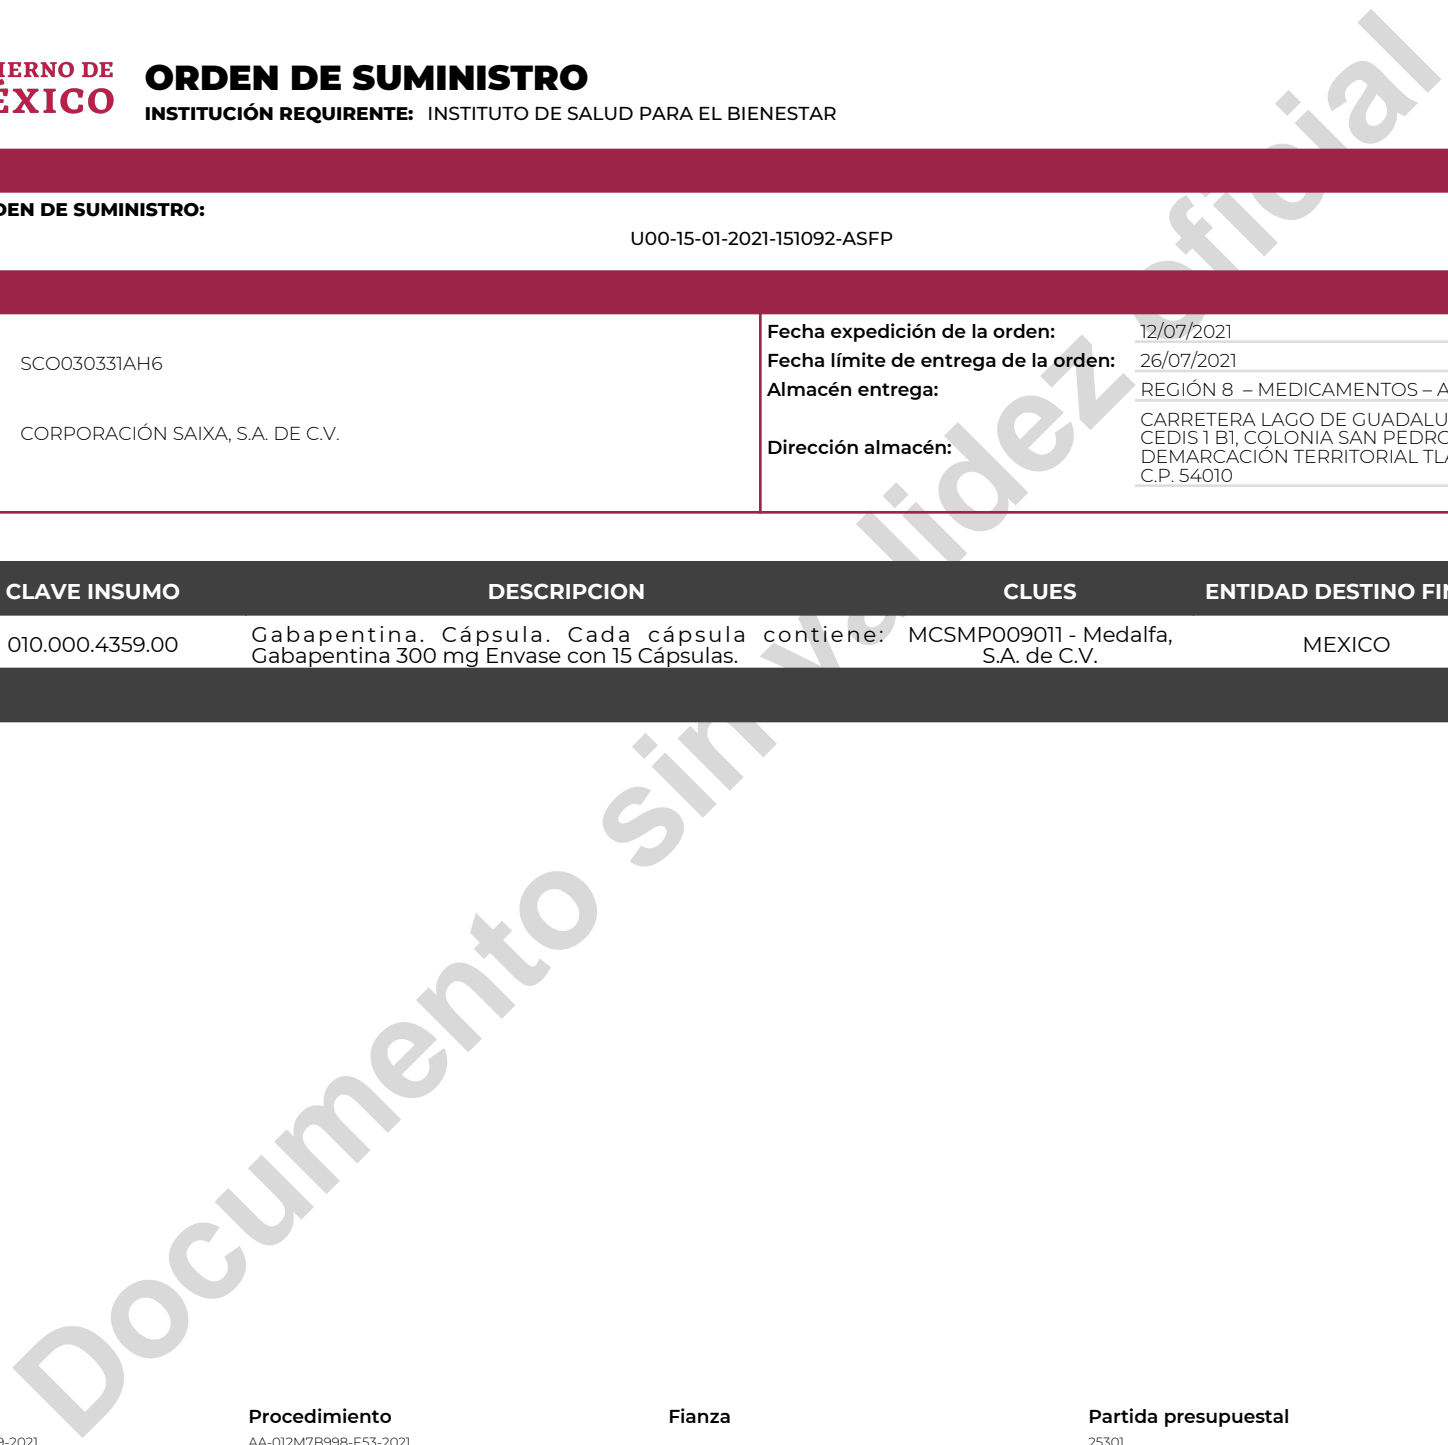 IERNO DE
ÉXICO
ORDEN DE SUMINISTRO
INSTITUCIÓN REQUIRENTE: INSTITUTO DE SALUD PARA EL BIENESTAR
DEN DE SUMINISTRO:
U00-15-01-2021-151092-ASFP
SCO030331AH6
CORPORACIÓN SAIXA, S.A. DE C.V.
Fecha expedición de la orden: 12/07/2021
Fecha límite de entrega de la orden: 26/07/2021
Almacén entrega: REGIÓN 8 – MEDICAMENTOS – A
Dirección almacén:
CARRETERA LAGO DE GUADALU
CEDIS 1 B1, COLONIA SAN PEDRO
DEMARCACIÓN TERRITORIAL TLA
C.P. 54010
CLAVE INSUMO DESCRIPCION CLUES ENTIDAD DESTINO FIN
010.000.4359.00
Gabapentina. Cápsula. Cada cápsula contiene:
Gabapentina 300 mg Envase con 15 Cápsulas.
MCSMP009011 - Medalfa,
S.A. de C.V.
MEXICO
Documento sin validez oficial
Procedimiento Fianza Partida presupuestal
9-2021 AA-012M7B998-E53-2021 25301